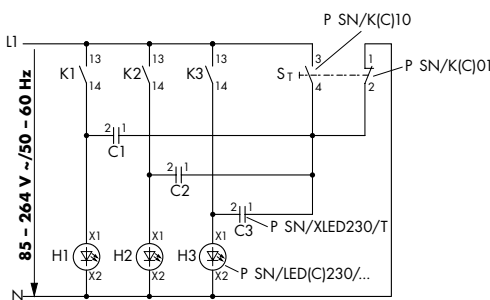 P SN/K(C)10
L1
13 13 13 3 1
K1 K2 K3 ST P SN/K(C)01
14 14 14 4 2
2 1
C1
2 1
C2
2 1
C3 P SN/XLED230/T
X1 X1 X1
H1 H2 H3
X2 X2 X2 P SN/LED(C)230/...
N
85 – 264 V ~/50 – 60 Hz